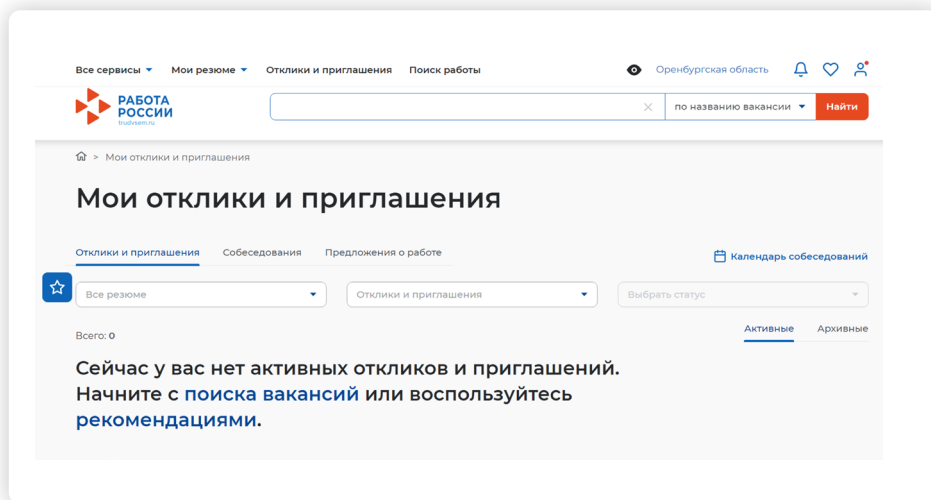 Все сервисы Мои резюме Отклики и приглашения Поиск работы Оренбургская область
РАБОТА
РОССИИ
trudvsem.ru
по названию вакансии Найти
> Мои отклики и приглашения
Мои отклики и приглашения
Отклики и приглашения Собеседования Предложения о работе Календарь собеседований
Все резюме Отклики и приглашения Выбрать статус
Всего: 0 Активные Архивные
Сейчас у вас нет активных откликов и приглашений.
Начните с поиска вакансий или воспользуйтесь
рекомендациями.